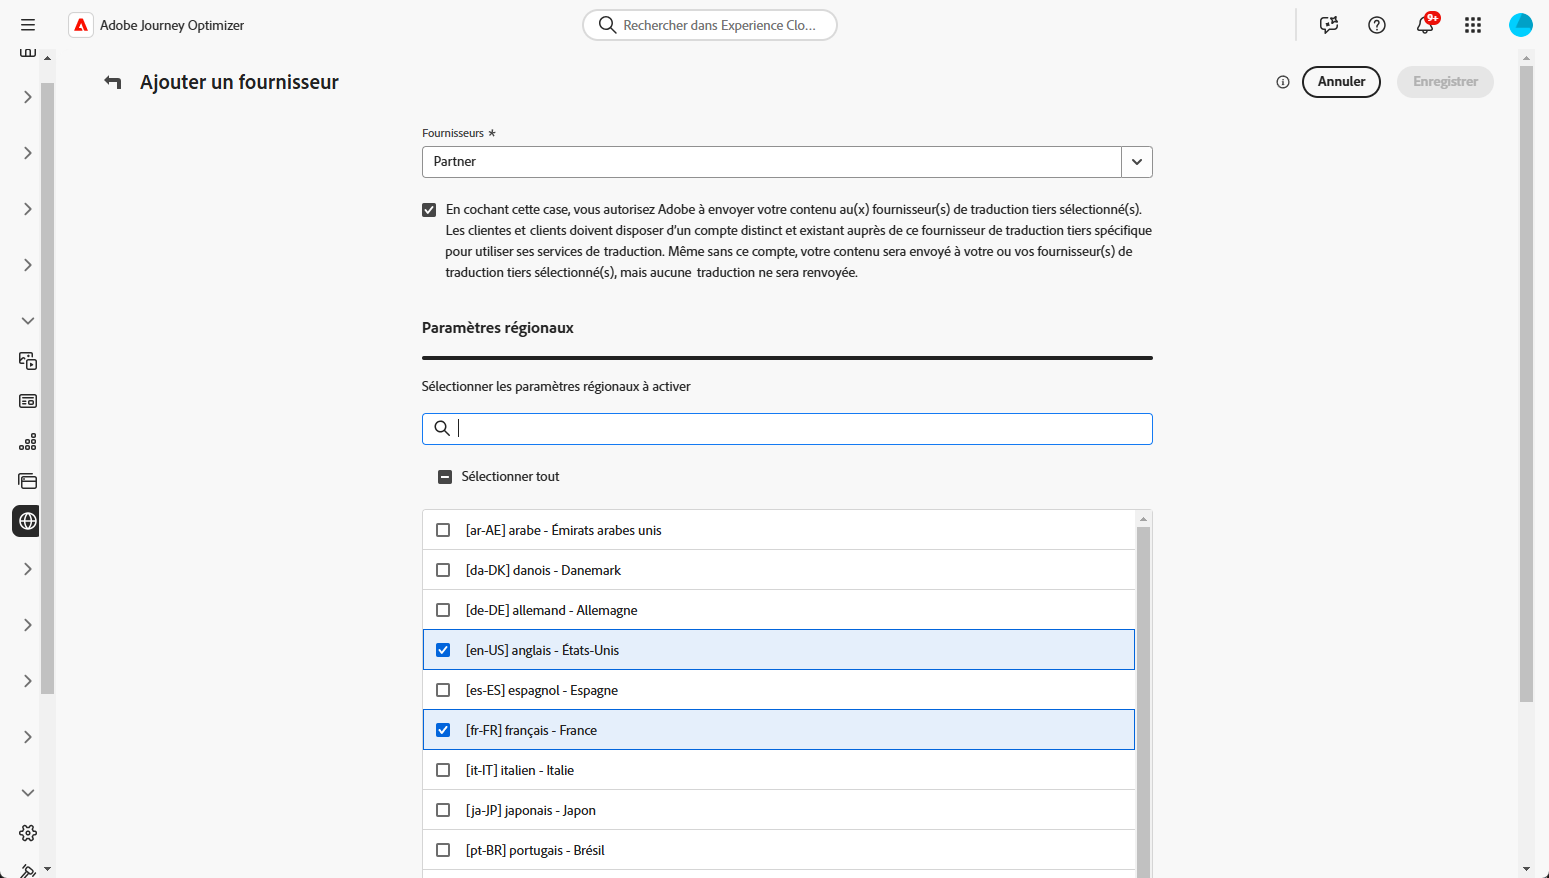 Adobe Journey Optimizer
Rechercher dans Experience Clo...
9+
Ajouter un fournisseur
Annuler
Enregistrer
Fournisseurs *
Partner
En cochant cette case, vous autorisez Adobe à envoyer votre contenu au(x) fournisseur(s) de traduction tiers sélectionné(s).
Les clientes et clients doivent disposer d’un compte distinct et existant auprès de ce fournisseur de traduction tiers spécifique
pour utiliser ses services de traduction. Même sans ce compte, votre contenu sera envoyé à votre ou vos fournisseur(s) de
traduction tiers sélectionné(s), mais aucune traduction ne sera renvoyée.
Paramètres régionaux
Sélectionner les paramètres régionaux à activer
Sélectionner tout
[ar-AE] arabe - Émirats arabes unis
[da-DK] danois - Danemark
[de-DE] allemand - Allemagne
[en-US] anglais - États-Unis
[es-ES] espagnol - Espagne
[fr-FR] français - France
[it-IT] italien - Italie
[ja-JP] japonais - Japon
[pt-BR] portugais - Brésil